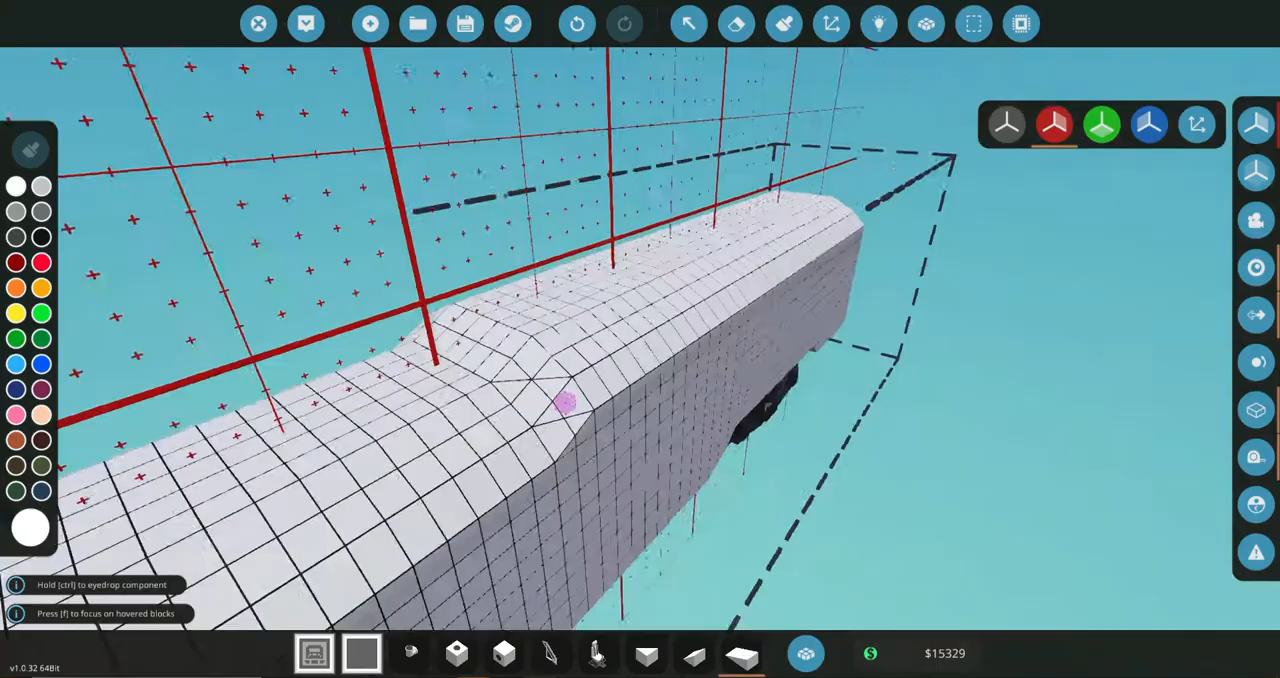 Hold [ctrl] to eyedrop component
Press [f] to focus on hovered blocks
v1.0.32 64Bit
$15329